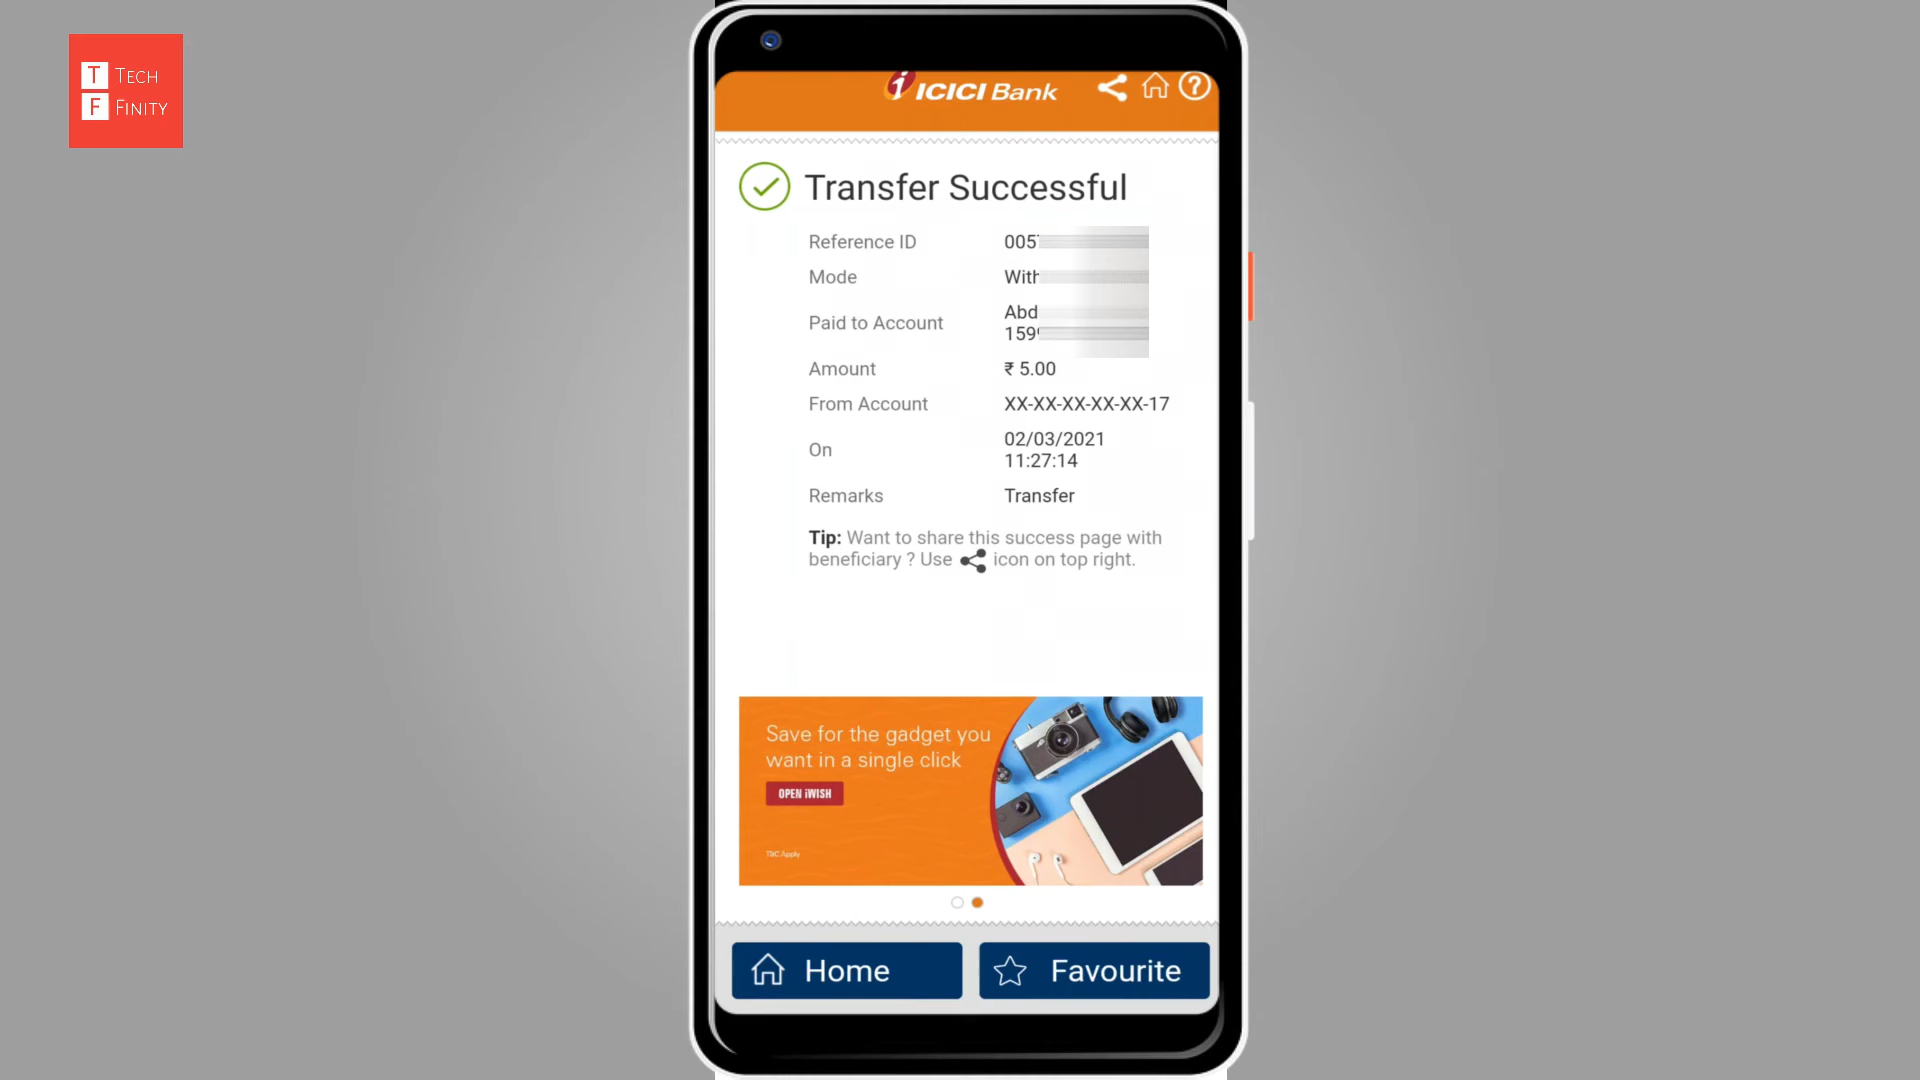 T TECH
F FINITY
i ICICI Bank
Transfer Successful
Reference ID 005
Mode With
Paid to Account Abd
159
Amount ₹ 5.00
From Account XX-XX-XX-XX-XX-17
On 02/03/2021
11:27:14
Remarks Transfer
Tip: Want to share this success page with
beneficiary ? Use icon on top right.
Save for the gadget you
want in a single click
OPEN iWISH
T&C Apply
Home
Favourite